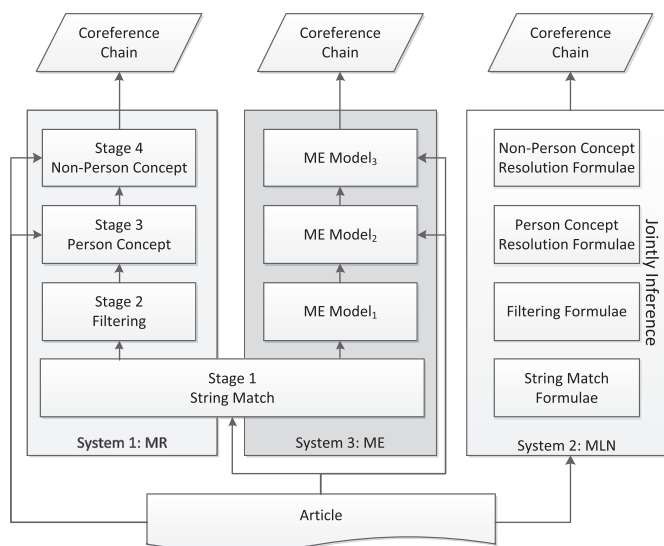 Coreference
Chain
Coreference
Chain
Coreference
Chain
Stage 4
Non-Person Concept
Stage 3
Person Concept
Stage 2
Filtering
ME Model₃
ME Model₂
ME Model₁
Stage 1
String Match
System 1: MR
System 3: ME
Non-Person Concept
Resolution Formulae
Person Concept
Resolution Formulae
Filtering Formulae
String Match
Formulae
Jointly Inference
System 2: MLN
Article